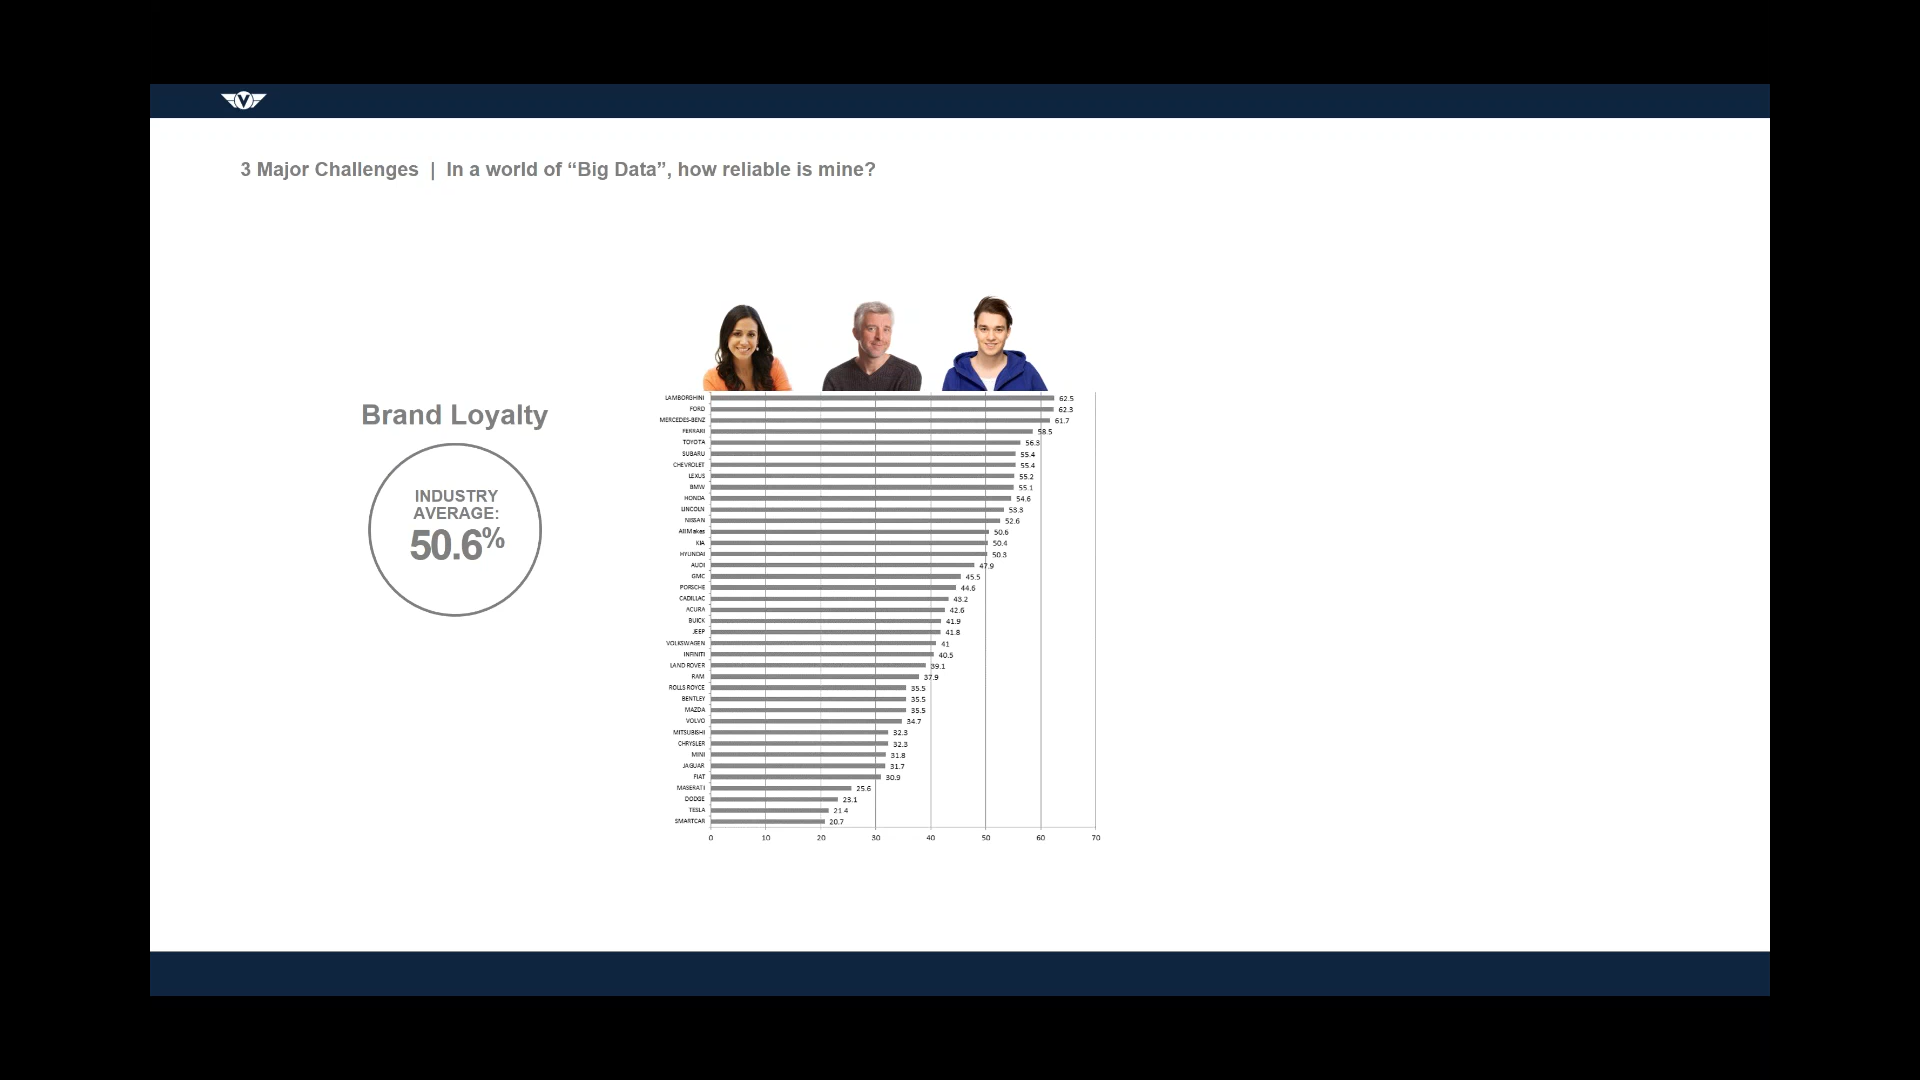 3 Major Challenges | In a world of “Big Data”, how reliable is mine?
Brand Loyalty
INDUSTRY
AVERAGE:
50.6%
LAMBORGHINI 62.5
FORD 62.3
MERCEDES-BENZ 61.7
FERRARI 58.5
TOYOTA 56.3
SUBARU 55.4
CHEVROLET 55.4
LEXUS 55.2
BMW 55.1
HONDA 54.6
LINCOLN 53.3
NISSAN 52.6
All Makes 50.6
KIA 50.4
HYUNDAI 50.3
AUDI 47.9
GMC 45.5
PORSCHE 44.6
CADILLAC 43.2
ACURA 42.6
BUICK 41.9
JEEP 41.8
VOLKSWAGEN 41
INFINITI 40.5
LAND ROVER 39.1
RAM 37.9
ROLLS ROYCE 35.5
BENTLEY 35.5
MAZDA 35.5
VOLVO 34.7
MITSUBISHI 32.3
CHRYSLER 32.3
MINI 31.8
JAGUAR 31.7
FIAT 30.9
MASERATI 25.6
DODGE 23.1
TESLA 21.4
SMARTCAR 20.7
0 10 20 30 40 50 60 70